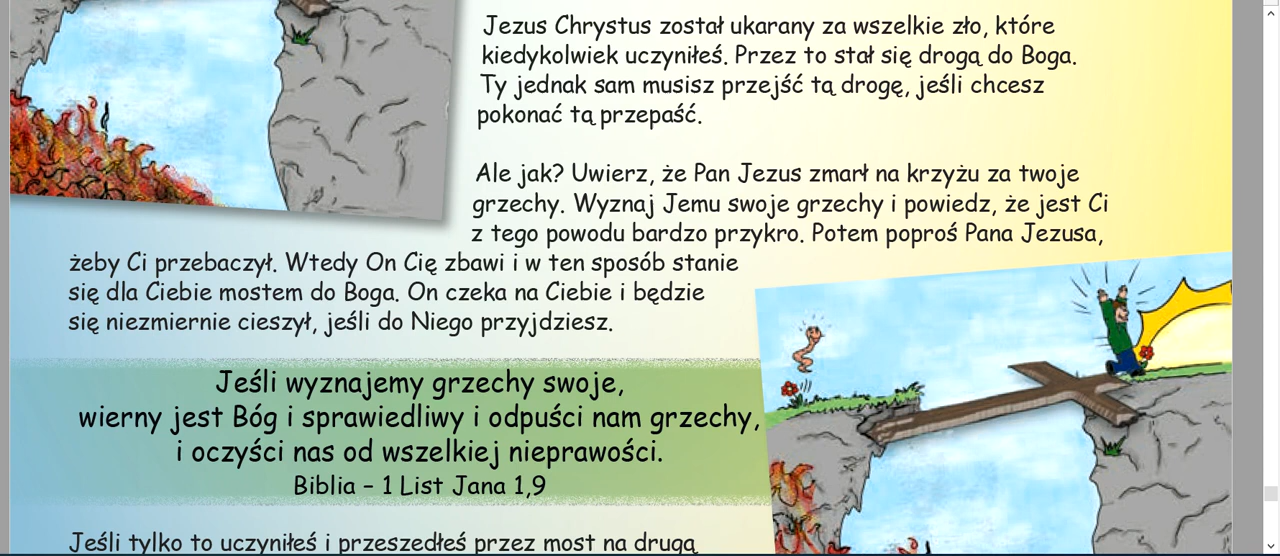 Jezus Chrystus został ukarany za wszelkie zło, które
kiedykolwiek uczyniłeś. Przez to stał się drogą do Boga.
Ty jednak sam musisz przejść tą drogę, jeśli chcesz
pokonać tą przepaść.
Ale jak? Uwierz, że Pan Jezus zmarł na krzyżu za twoje
grzechy. Wyznaj Jemu swoje grzechy i powiedz, że jest Ci
z tego powodu bardzo przykro. Potem poproś Pana Jezusa,
żeby Ci przebaczył. Wtedy On Cię zbawi i w ten sposób stanie
się dla Ciebie mostem do Boga. On czeka na Ciebie i będzie
się niezmiernie cieszył, jeśli do Niego przyjdziesz.
Jeśli wyznajemy grzechy swoje,
wierny jest Bóg i sprawiedliwy i odpuści nam grzechy,
i oczyści nas od wszelkiej nieprawości.
Biblia – 1 List Jana 1,9
Jeśli tylko to uczyniłeś i przeszedłeś przez most na drugą